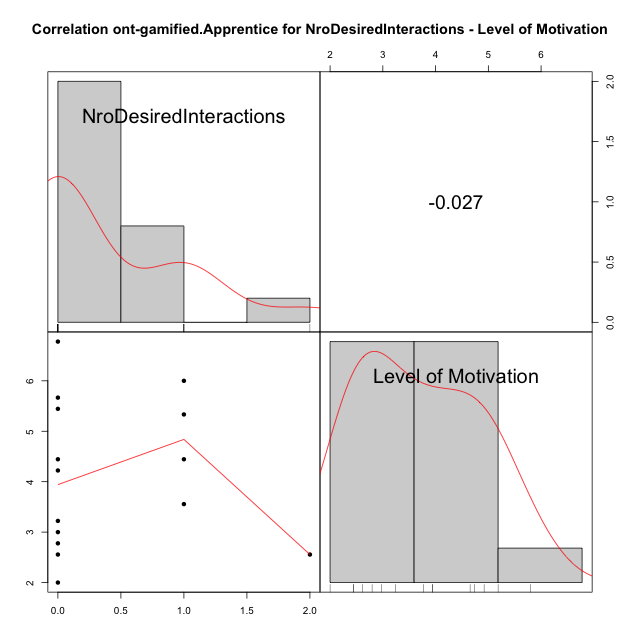 Correlation ont-gamified.Apprentice for NroDesiredInteractions - Level of Motivation
2 3 4 5 6
NroDesiredInteractions
-0.027
0.0 0.5 1.0 1.5 2.0
Level of Motivation
2 3 4 5 6
0.0 0.5 1.0 1.5 2.0